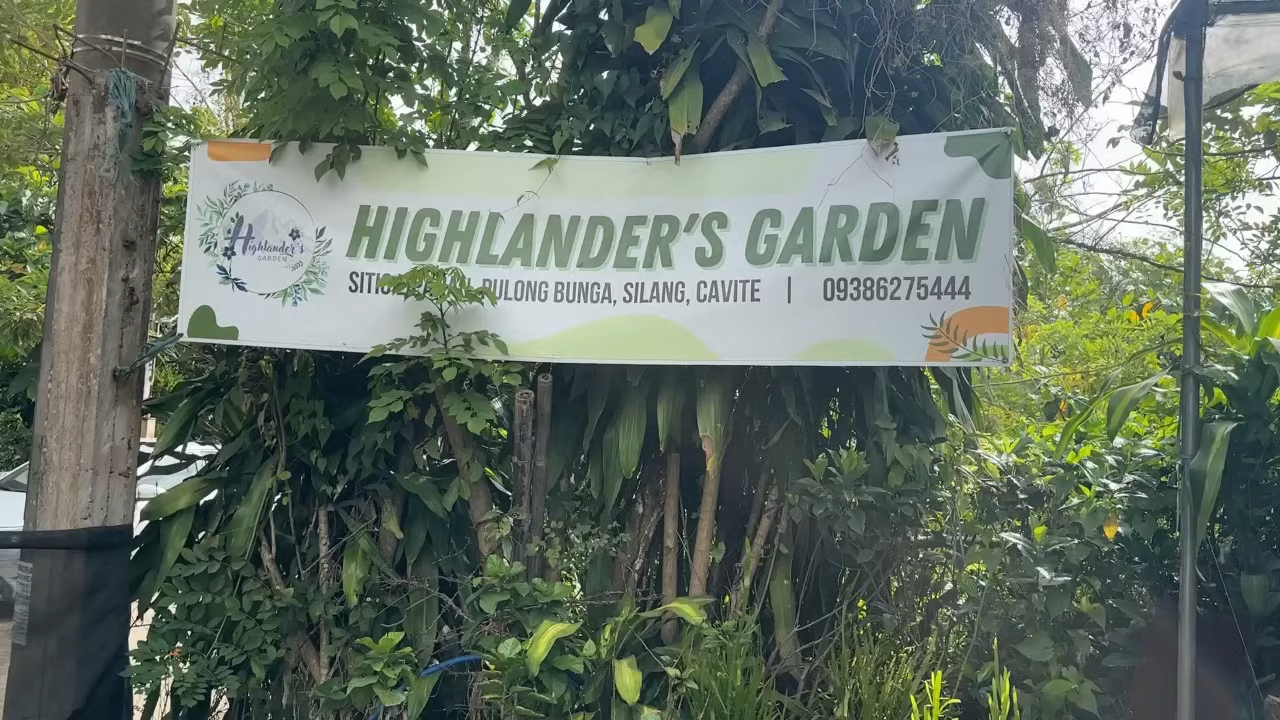 Highlander's
GARDEN
HIGHLANDER'S GARDEN
SITIO PULONG BUNGA, SILANG, CAVITE | 09386275444